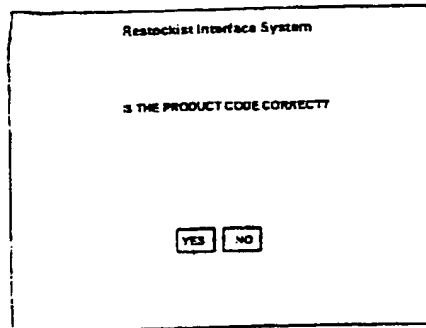 Restockist Interface System
IS THE PRODUCT CODE CORRECT?
YES NO